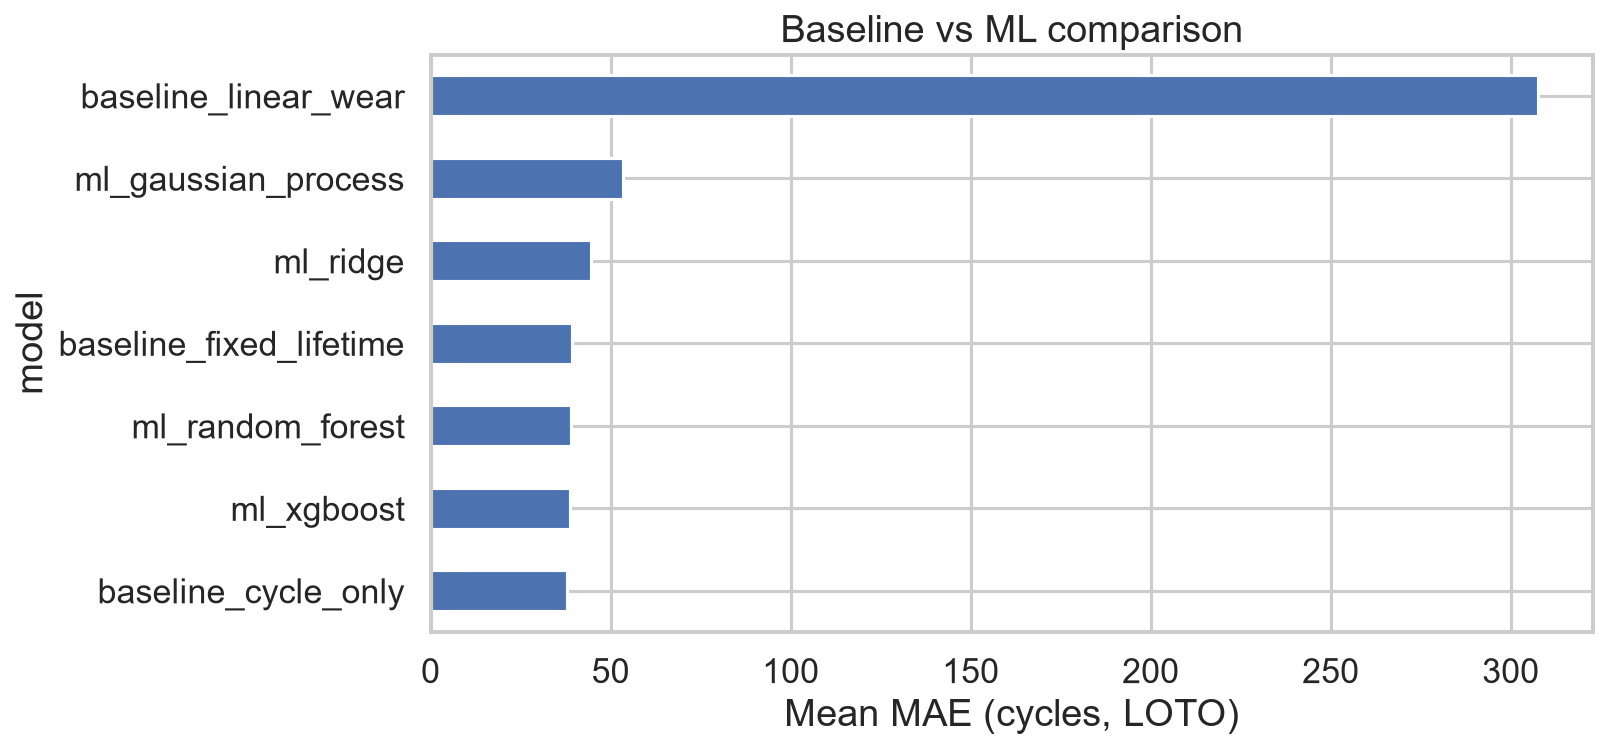 Baseline vs ML comparison
baseline_linear_wear
ml_gaussian_process
ml_ridge
baseline_fixed_lifetime
ml_random_forest
ml_xgboost
baseline_cycle_only
model
0 50 100 150 200 250 300
Mean MAE (cycles, LOTO)